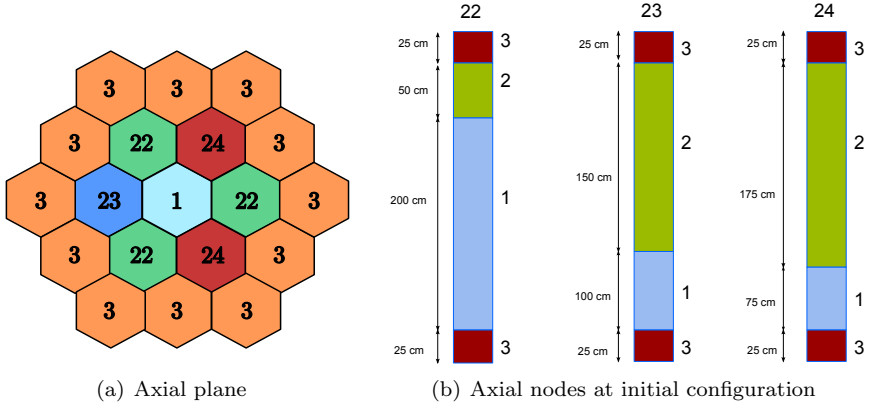 3 3 3
3 22 24 3
3 23 1 22 3
3 22 24 3
3 3 3
(a) Axial plane
22 23 24
25 cm 3 25 cm 3 25 cm 3
50 cm 2
2 2
150 cm 175 cm
200 cm 1
100 cm 1 75 cm 1
25 cm 3 25 cm 3 25 cm 3
(b) Axial nodes at initial configuration